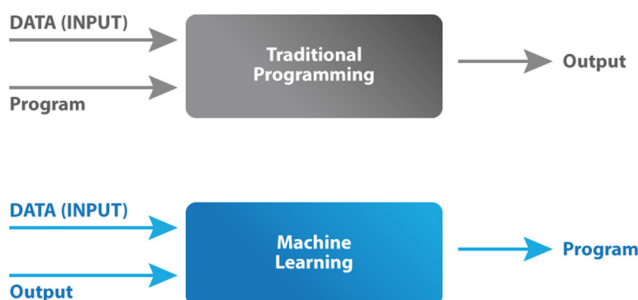 DATA (INPUT)
Traditional
Programming
Output
Program
DATA (INPUT)
Machine
Learning
Program
Output